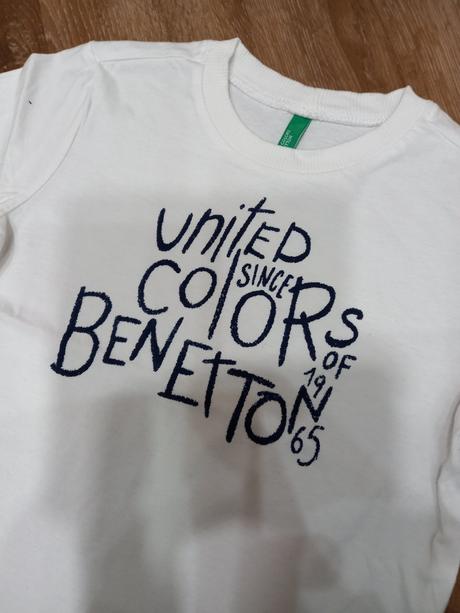 UnitED
SINCE
COlORS
OF
BENEtTON
19
65